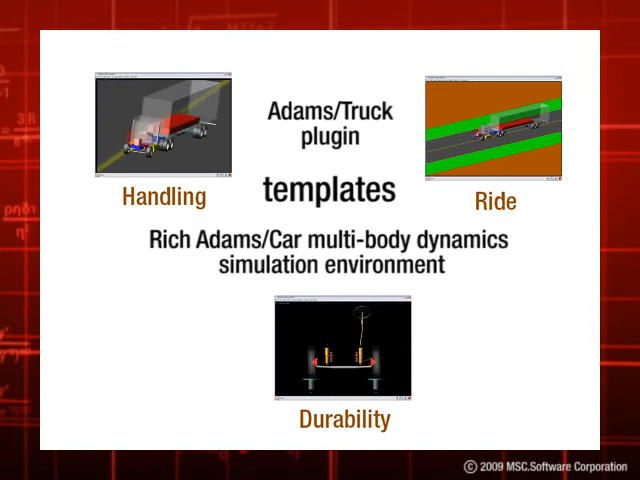 Adams/Truck
plugin
Handling
templates
Ride
Rich Adams/Car multi-body dynamics
simulation environment
Durability
© 2009 MSC.Software Corporation